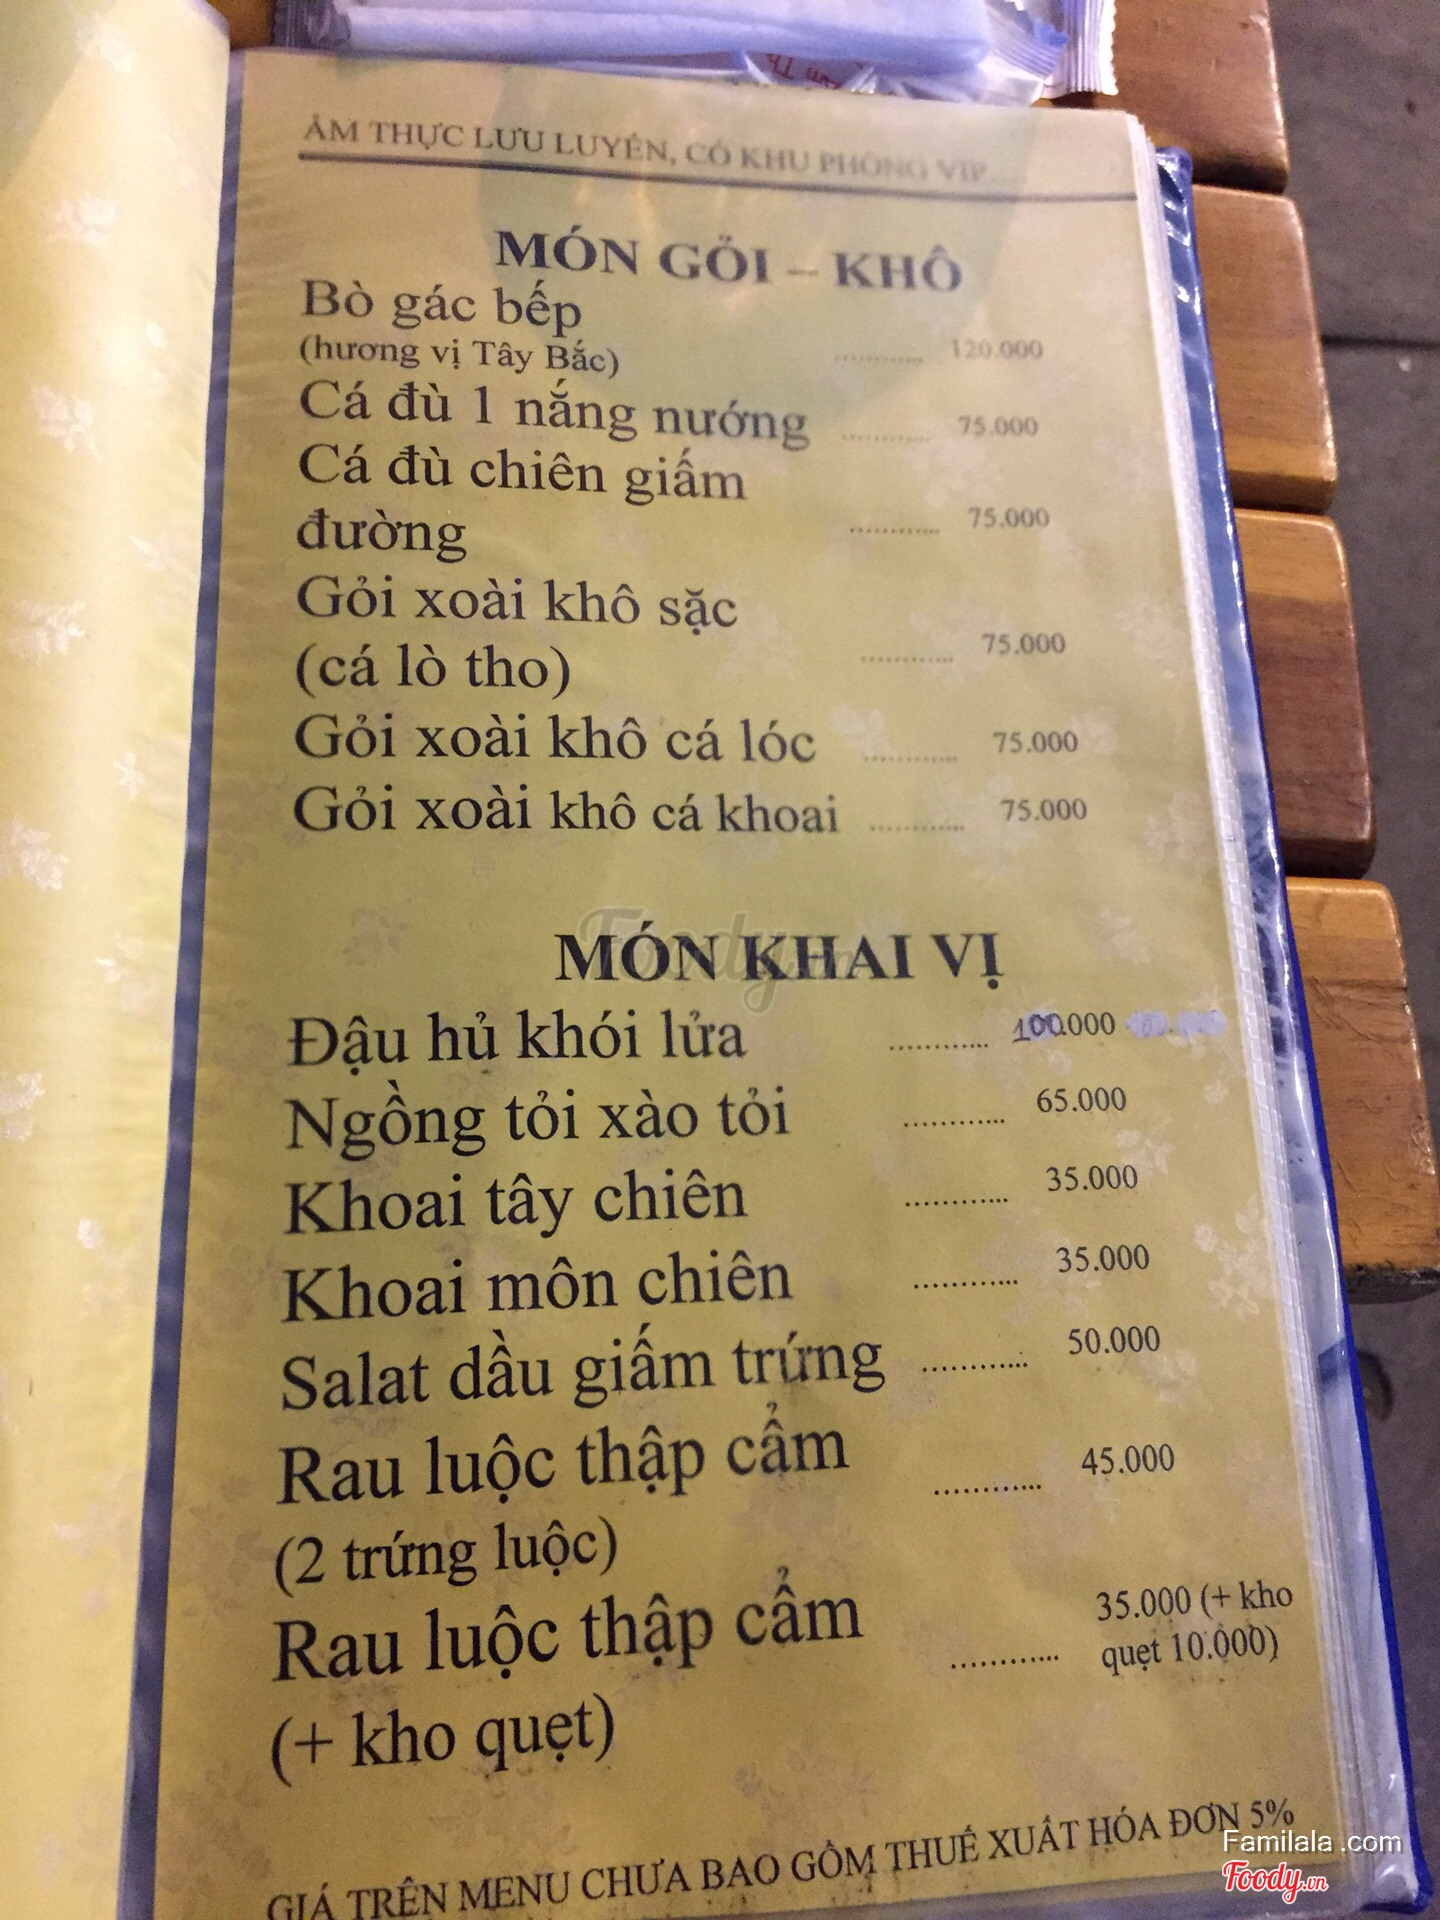 ẨM THỰC LƯU LUYẾN, CÓ KHU PHÒNG VIP....
MÓN GỎI – KHÔ
Bò gác bếp
(hương vị Tây Bắc) ............ 120.000
Cá đù 1 nắng nướng ............ 75.000
Cá đù chiên giấm
đường ............ 75.000
Gỏi xoài khô sặc
(cá lò tho) ............ 75.000
Gỏi xoài khô cá lóc ............ 75.000
Gỏi xoài khô cá khoai ............ 75.000
MÓN KHAI VỊ
Đậu hủ khói lửa ............ 100.000
Ngồng tỏi xào tỏi ............ 65.000
Khoai tây chiên ............ 35.000
Khoai môn chiên ............ 35.000
Salat dầu giấm trứng ............ 50.000
Rau luộc thập cẩm ............ 45.000
(2 trứng luộc)
Rau luộc thập cẩm ............ 35.000 (+ kho quẹt 10.000)
(+ kho quẹt)
GIÁ TRÊN MENU CHƯA BAO GỒM THUẾ XUẤT HÓA ĐƠN 5%
Familala .com
Foody.vn